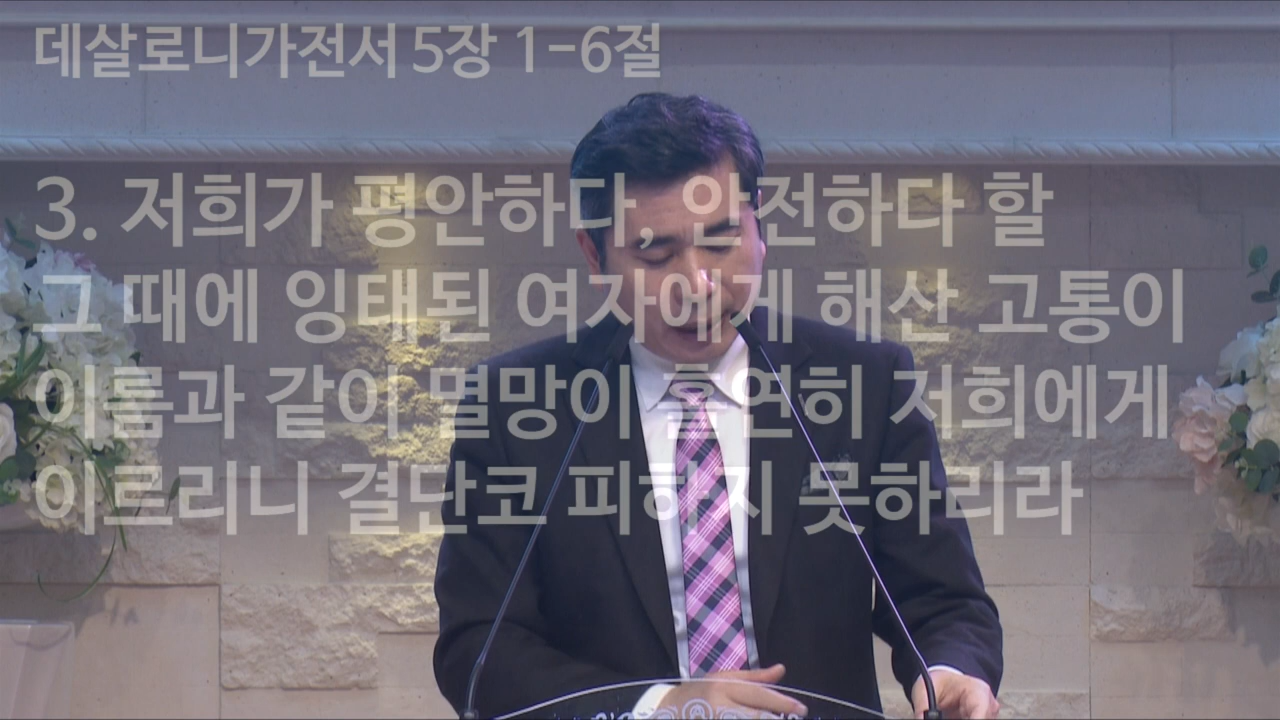 데살로니가전서 5장 1-6절
3. 저희가 평안하다, 안전하다 할
그 때에 잉태된 여자에게 해산 고통이
이름과 같이 멸망이 홀연히 저희에게
이르리니 결단코 피하지 못하리라